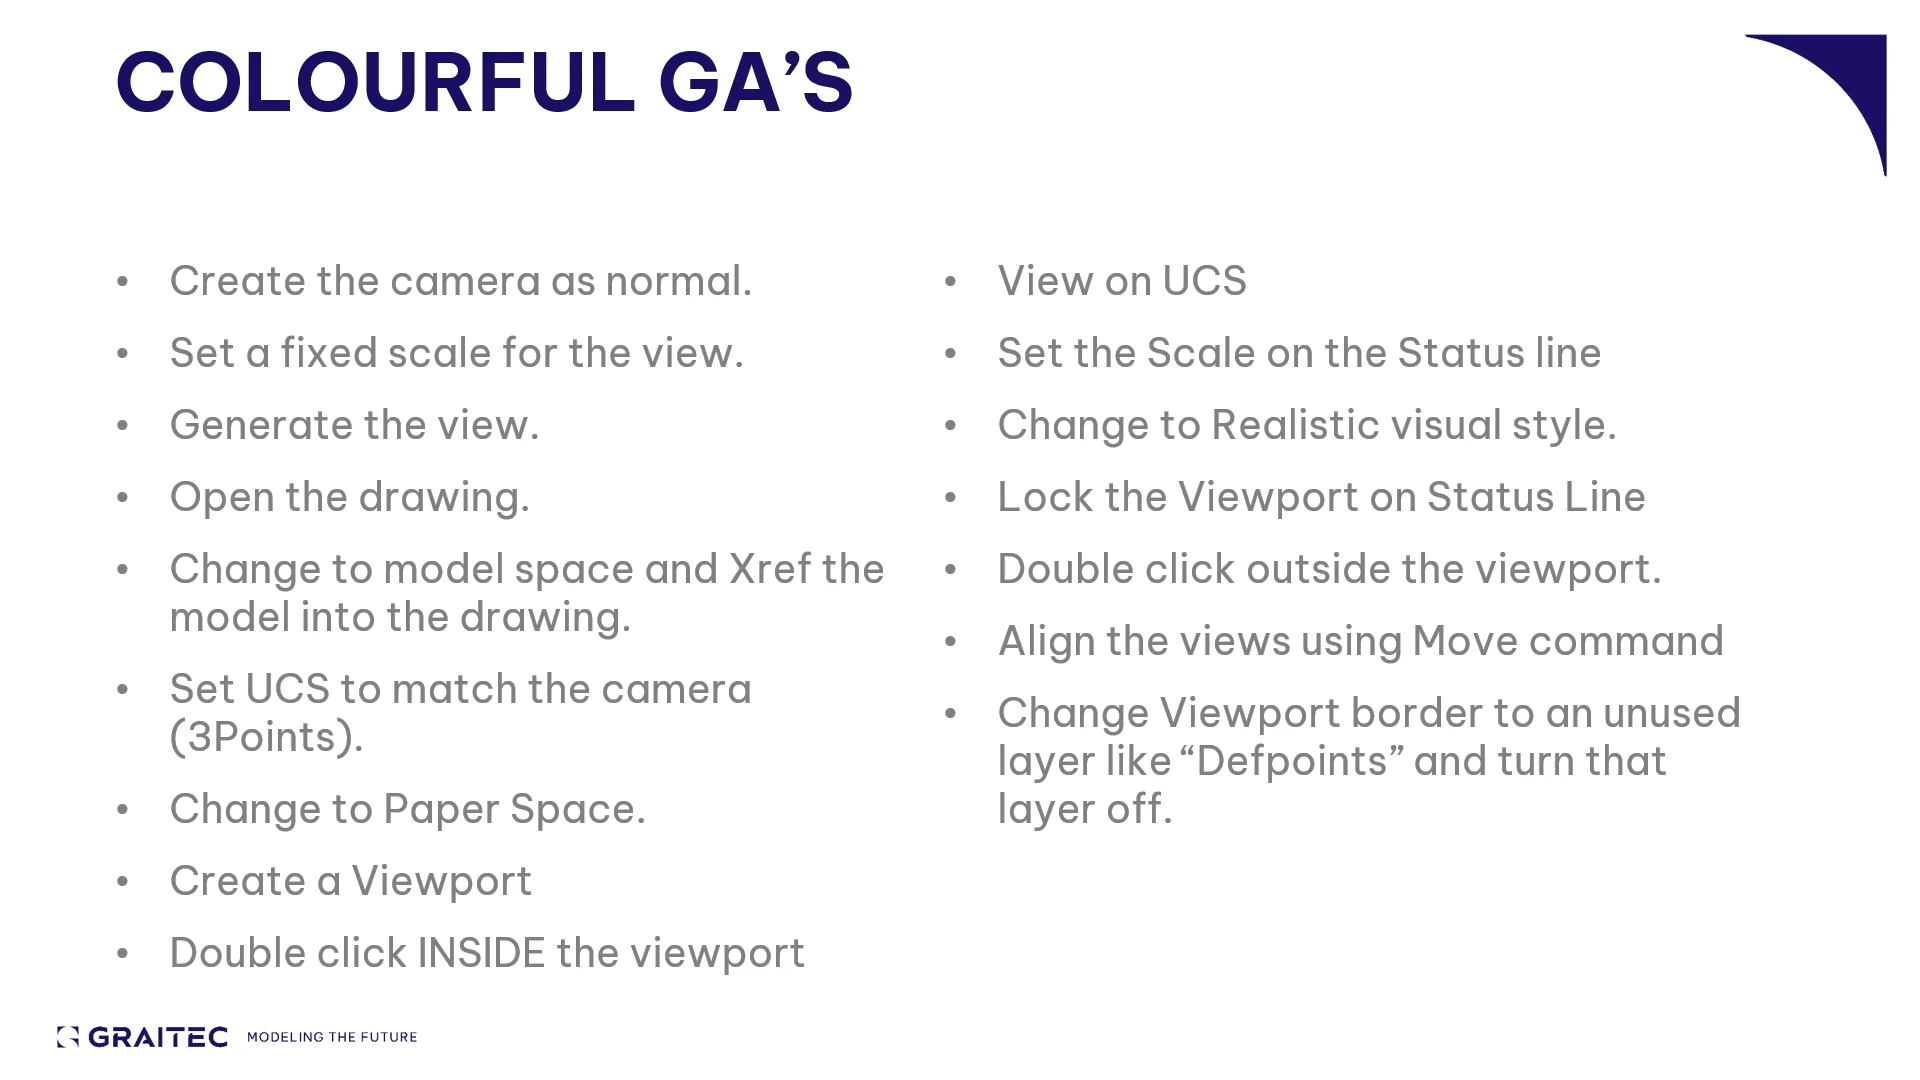 COLOURFUL GA’S
• Create the camera as normal.
• Set a fixed scale for the view.
• Generate the view.
• Open the drawing.
• Change to model space and Xref the
model into the drawing.
• Set UCS to match the camera
(3Points).
• Change to Paper Space.
• Create a Viewport
• Double click INSIDE the viewport
• View on UCS
• Set the Scale on the Status line
• Change to Realistic visual style.
• Lock the Viewport on Status Line
• Double click outside the viewport.
• Align the views using Move command
• Change Viewport border to an unused
layer like “Defpoints” and turn that
layer off.
GRAITEC MODELING THE FUTURE